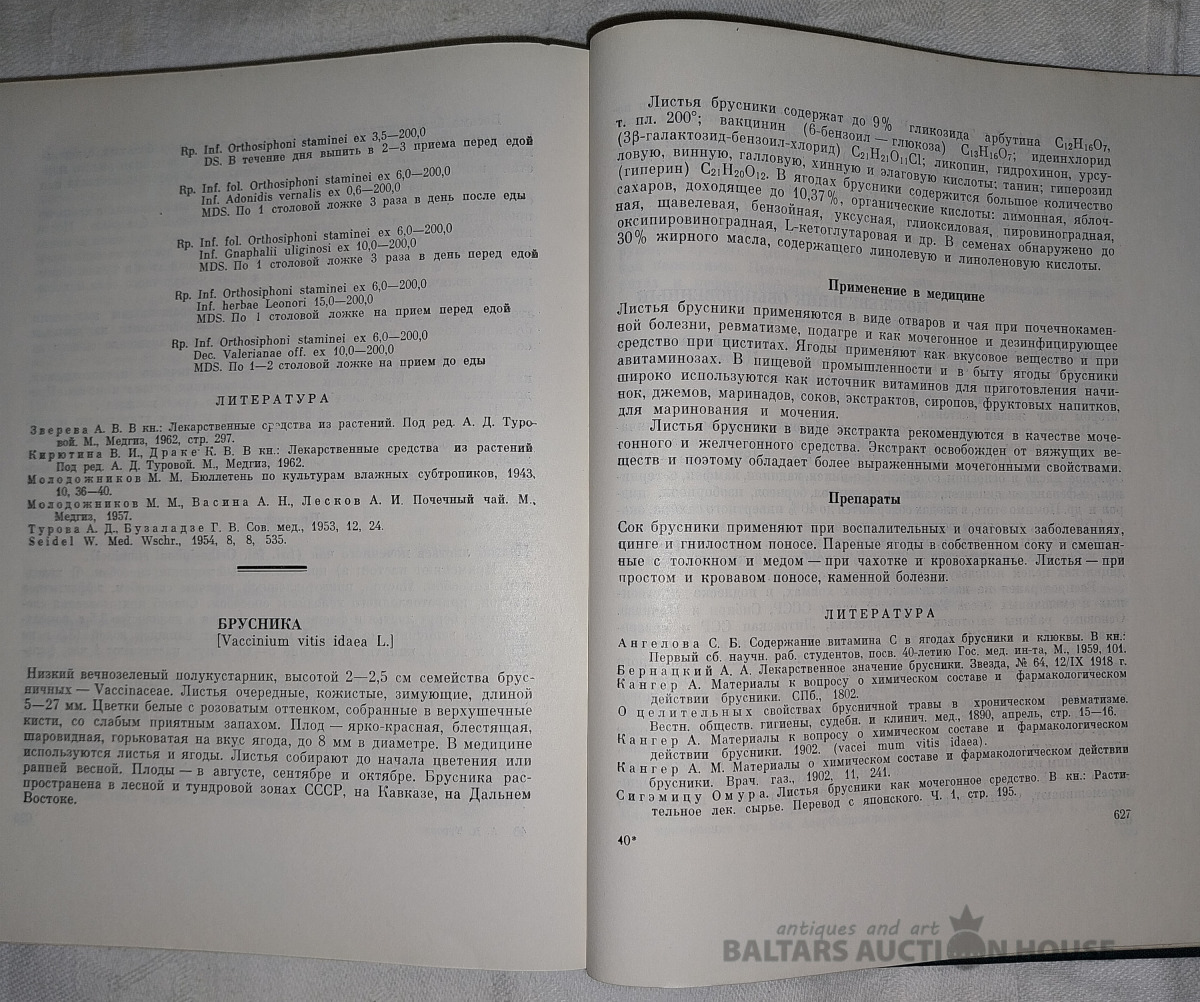 Rp. Inf. Orthosiphoni staminei ex 3,5—200,0
DS. В течение дня выпить в 2—3 приема перед едой
Rp. Inf. fol. Orthosiphoni staminei ex 6,0—200,0
Inf. Adonidis vernalis ex 0,6—200,0
MDS. По 1 столовой ложке 3 раза в день после еды
Rp. Inf. fol. Orthosiphoni staminei ex 6,0—200,0
Inf. Gnaphalii uliginosi ex 10,0—200,0
MDS. По 1 столовой ложке 3 раза в день перед едой
Rp. Inf. Orthosiphoni staminei ex 6,0—200,0
Inf. herbae Leonori 15,0—200,0
MDS. По 1 столовой ложке на прием перед едой
Rp. Inf. Orthosiphoni staminei ex 6,0—200,0
Dec. Valerianae off. ex 10,0—200,0
MDS. По 1—2 столовой ложке на прием до еды
ЛИТЕРАТУРА
Зверева А. В. В кн.: Лекарственные средства из растений. Под ред. А. Д. Туро-
вой. М., Медгиз, 1962, стр. 297.
Кирютина В. И., Драке К. В. В кн.: Лекарственные средства из растений
Под ред. А. Д. Туровой. М., Медгиз, 1962.
Молодожников М. М. Бюллетень по культурам влажных субтропиков, 1943,
10, 36—40.
Молодожников М. М., Васина А. Н., Лесков А. И. Почечный чай. М.,
Медгиз, 1957.
Турова А. Д., Бузаладзе Г. В. Сов. мед., 1953, 12, 24.
Seidel W. Med. Wschr., 1954, 8, 8, 535.
БРУСНИКА
[Vaccinium vitis idaea L.]
Низкий вечнозеленый полукустарник, высотой 2—2,5 см семейства брус-
ничных — Vaccinaceae. Листья очередные, кожистые, зимующие, длиной
5—27 мм. Цветки белые с розоватым оттенком, собранные в верхушечные
кисти, со слабым приятным запахом. Плод — ярко-красная, блестящая,
шаровидная, горьковатая на вкус ягода, до 8 мм в диаметре. В медицине
используются листья и ягоды. Листья собирают до начала цветения или
ранней весной. Плоды — в августе, сентябре и октябре. Брусника рас-
пространена в лесной и тундровой зонах СССР, на Кавказе, на Дальнем
Востоке.
Листья брусники содержат до 9% гликозида арбутина C₁₂H₁₆O₇,
т. пл. 200°; вакцинин (6-бензоил — глюкоза) C₁₃H₁₆O₇; идеинхлорид
(3β-галактозид-бензоил-хлорид) C₂₁H₂₁O₁₁Cl; ликопин, гидрохинон, урсу-
ловую, винную, галловую, хинную и элаговую кислоты; танин; гиперозид
(гиперин) C₂₁H₂₀O₁₂. В ягодах брусники содержится большое количество
сахаров, доходящее до 10,37%, органические кислоты: лимонная, яблоч-
ная, щавелевая, бензойная, уксусная, глиоксиловая, пировиноградная,
оксипировиноградная, L-кетоглутаровая и др. В семенах обнаружено до
30% жирного масла, содержащего линолевую и линоленовую кислоты.
Применение в медицине
Листья брусники применяются в виде отваров и чая при почечнокамен-
ной болезни, ревматизме, подагре и как мочегонное и дезинфицирующее
средство при циститах. Ягоды применяют как вкусовое вещество и при
авитаминозах. В пищевой промышленности и в быту ягоды брусники
широко используются как источник витаминов для приготовления начи-
нок, джемов, маринадов, соков, экстрактов, сиропов, фруктовых напитков,
для маринования и мочения.
Листья брусники в виде экстракта рекомендуются в качестве моче-
гонного и желчегонного средства. Экстракт освобожден от вяжущих ве-
ществ и поэтому обладает более выраженными мочегонными свойствами.
Препараты
Сок брусники применяют при воспалительных и очаговых заболеваниях,
цинге и гнилостном поносе. Пареные ягоды в собственном соку и смешан-
ные с толокном и медом — при чахотке и кровохарканье. Листья — при
простом и кровавом поносе, каменной болезни.
ЛИТЕРАТУРА
Ангелова С. Б. Содержание витамина С в ягодах брусники и клюквы. В кн.:
Первый сб. научн. раб. студентов, посв. 40-летию Гос. мед. ин-та, М., 1959, 101.
Бернацкий А. А. Лекарственное значение брусники. Звезда, № 64, 12/IX 1918 г.
Кангер А. Материалы к вопросу о химическом составе и фармакологическом
действии брусники. СПб., 1802.
О целительных свойствах брусничной травы в хроническом ревматизме.
Вестн. обществ. гигиены, судебн. и клинич. мед., 1890, апрель, стр. 15—16.
Кангер А. Материалы к вопросу о химическом составе и фармакологическом
действии брусники. 1902. (vacei mum vitis idaea).
Кангер А. М. Материалы о химическом составе и фармакологическом действии
брусники. Врач. газ., 1902, 11, 241.
Сигэмицу Омура. Листья брусники как мочегонное средство. В кн.: Расти-
тельное лек. сырье. Перевод с японского. Ч. 1, стр. 195.
627
40*
antiques and art
BALTARS AUCTION HOUSE